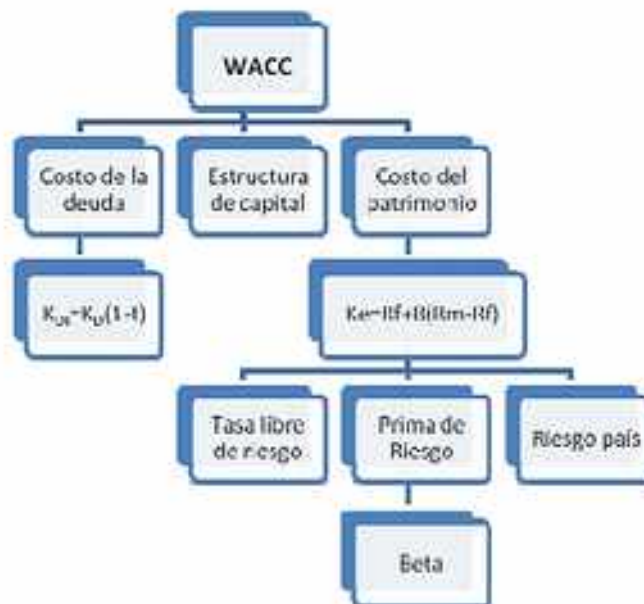 WACC
Costo de la
deuda
Estructura
de capital
Costo del
patrimonio
Ke=Rf+B(Rm-Rf)
Tasa libre
de riesgo
Prima de
Riesgo
Riesgo país
Beta